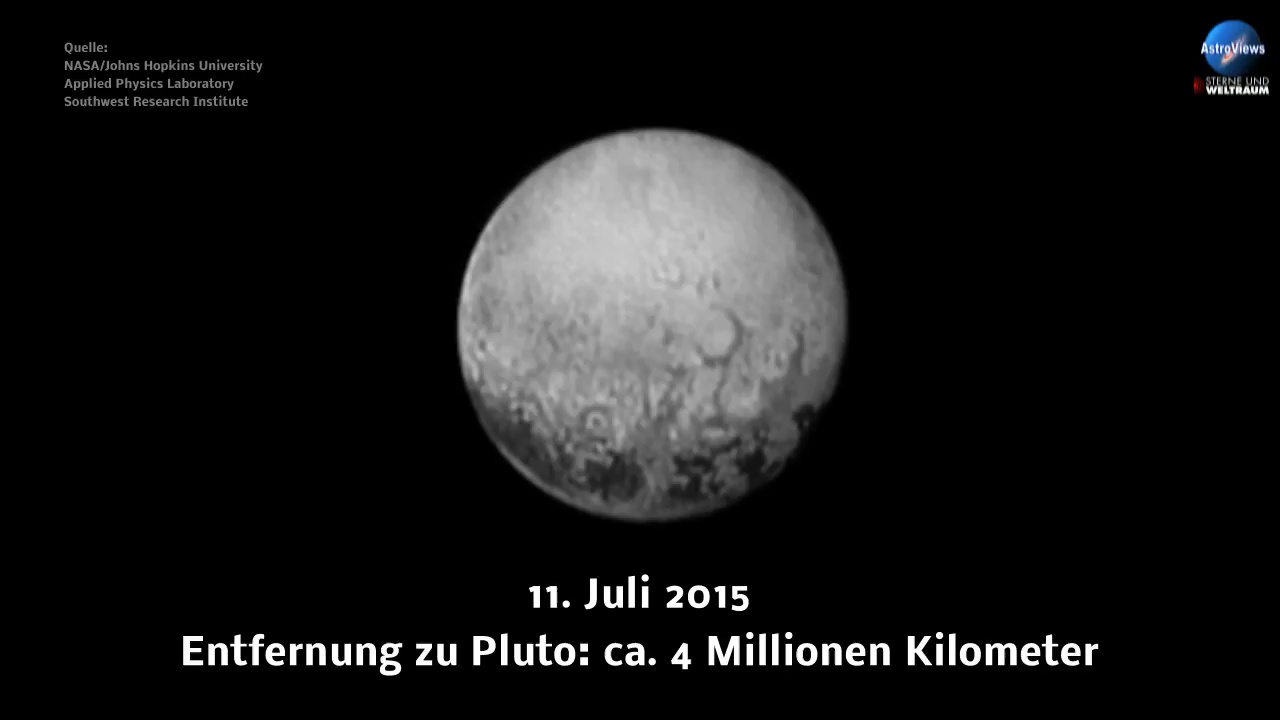 Quelle:
NASA/Johns Hopkins University
Applied Physics Laboratory
Southwest Research Institute
AstroViews
STERNE UND
WELTRAUM
11. Juli 2015
Entfernung zu Pluto: ca. 4 Millionen Kilometer